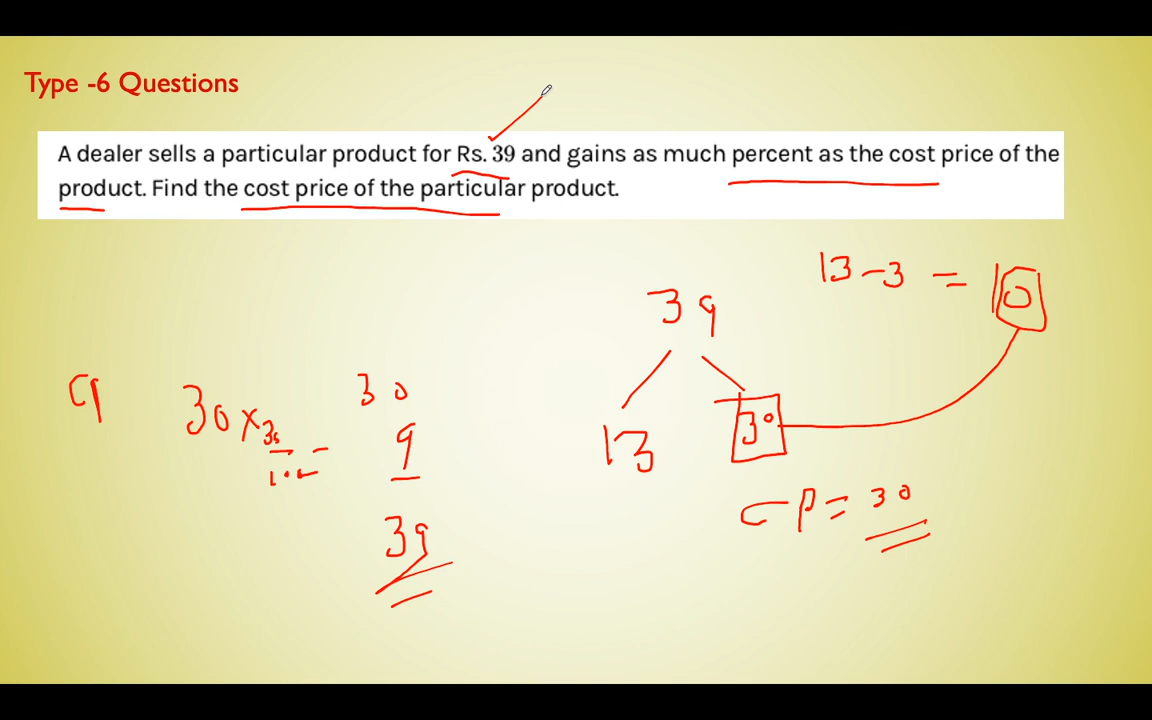 Type -6 Questions
A dealer sells a particular product for Rs. 39 and gains as much percent as the cost price of the
product. Find the cost price of the particular product.
13 - 3 = 10
39
13 30
CP = 30
30 x 30
100
30
9
39